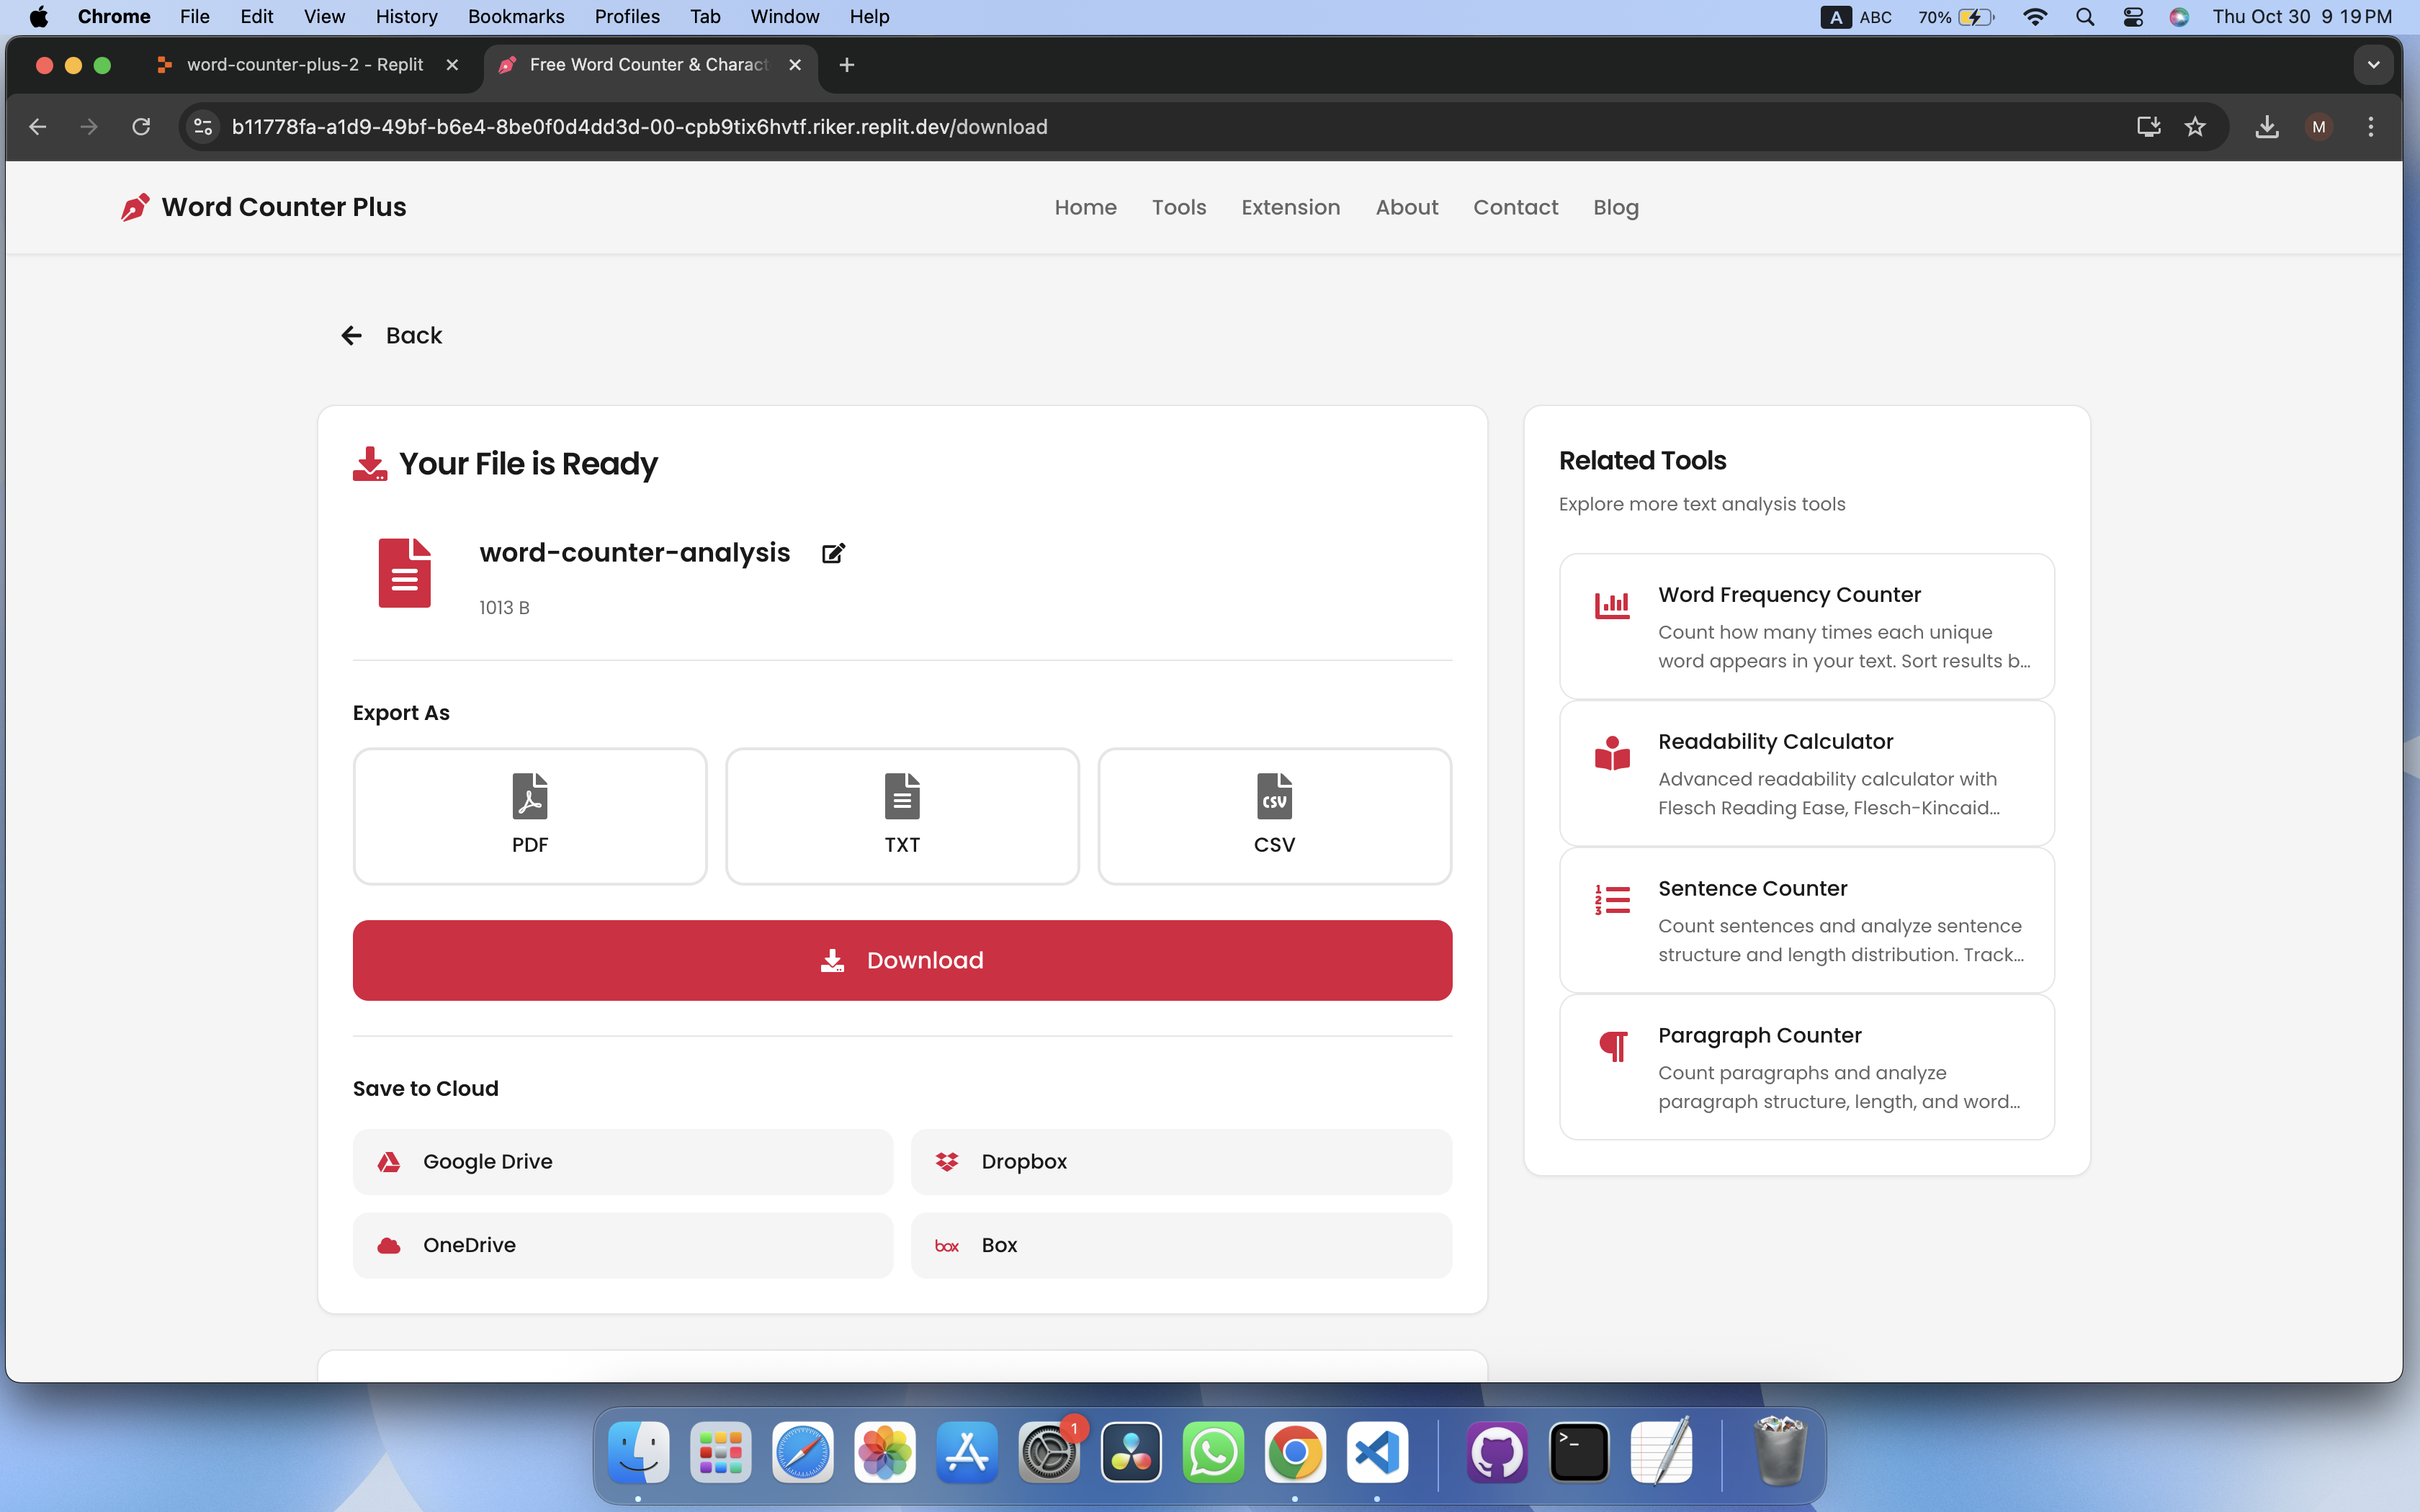 Chrome File Edit View History Bookmarks Profiles Tab Window Help
A ABC 70% Thu Oct 30 9 19 PM
word-counter-plus-2 - Replit
Free Word Counter & Charact
b11778fa-a1d9-49bf-b6e4-8be0f0d4dd3d-00-cpb9tix6hvtf.riker.replit.dev/download
M
Word Counter Plus
Home Tools Extension About Contact Blog
Back
Your File is Ready
word-counter-analysis
1013 B
Export As
PDF
TXT
CSV
CSV
Download
Save to Cloud
Google Drive
Dropbox
OneDrive
box Box
Related Tools
Explore more text analysis tools
Word Frequency Counter
Count how many times each unique
word appears in your text. Sort results b...
Readability Calculator
Advanced readability calculator with
Flesch Reading Ease, Flesch-Kincaid...
1
2
3
Sentence Counter
Count sentences and analyze sentence
structure and length distribution. Track...
Paragraph Counter
Count paragraphs and analyze
paragraph structure, length, and word...
1
>_